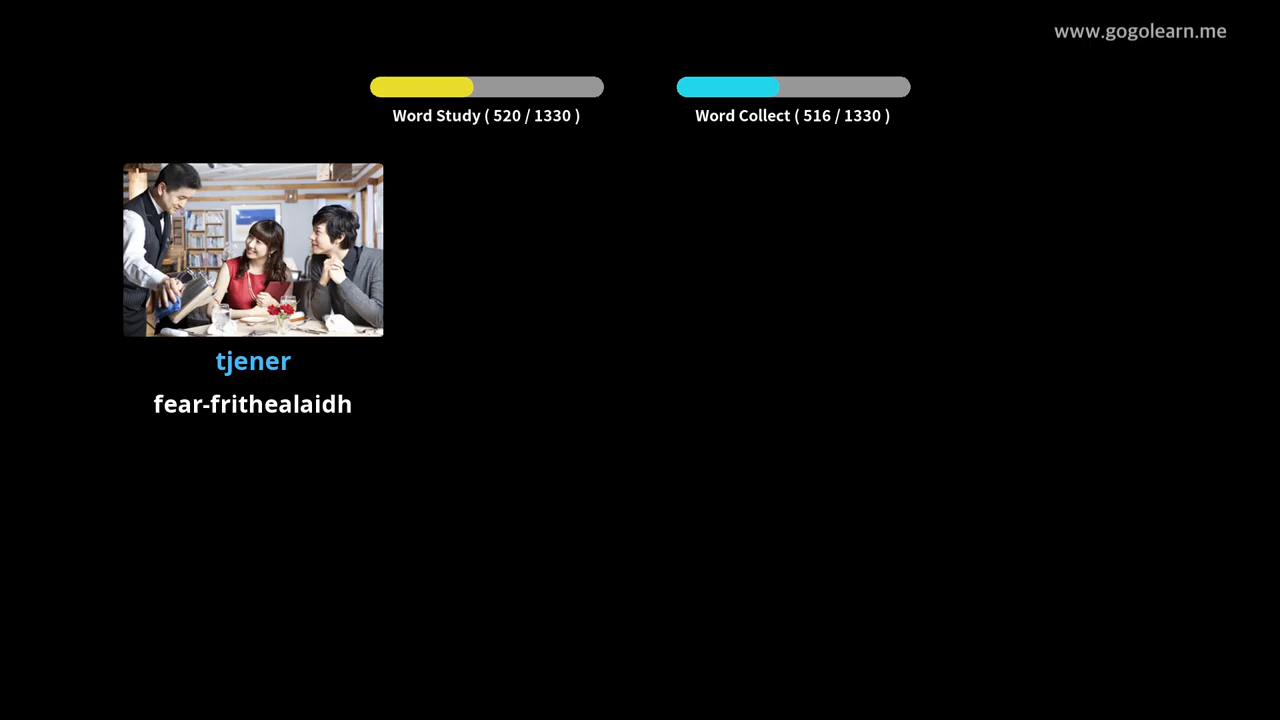 www.gogolearn.me
Word Study ( 520 / 1330 )
Word Collect ( 516 / 1330 )
tjener
fear-frithealaidh